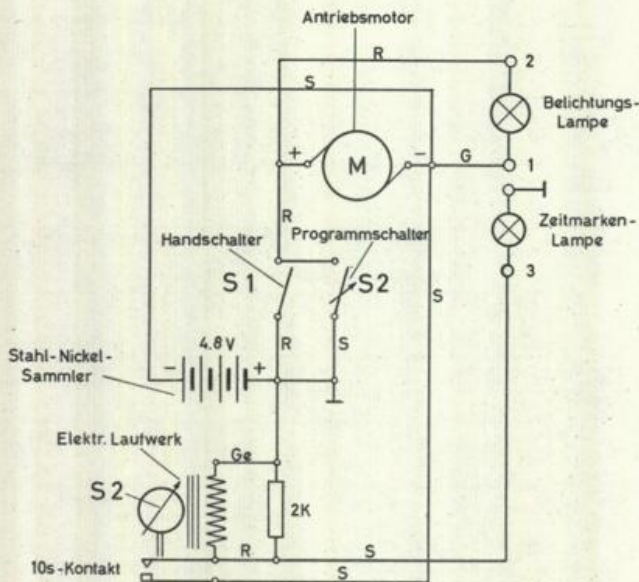 Antriebsmotor
R
2
S
Belichtungs-
Lampe
+
M
-
G
1
R
Handschalter
Programmschalter
Zeitmarken-
Lampe
S1
S2
3
S
Stahl-Nickel-
Sammler
4.8 V
-
+
R
S
Elektr. Laufwerk
Ge
S2
2K
10s-Kontakt
R
S
S